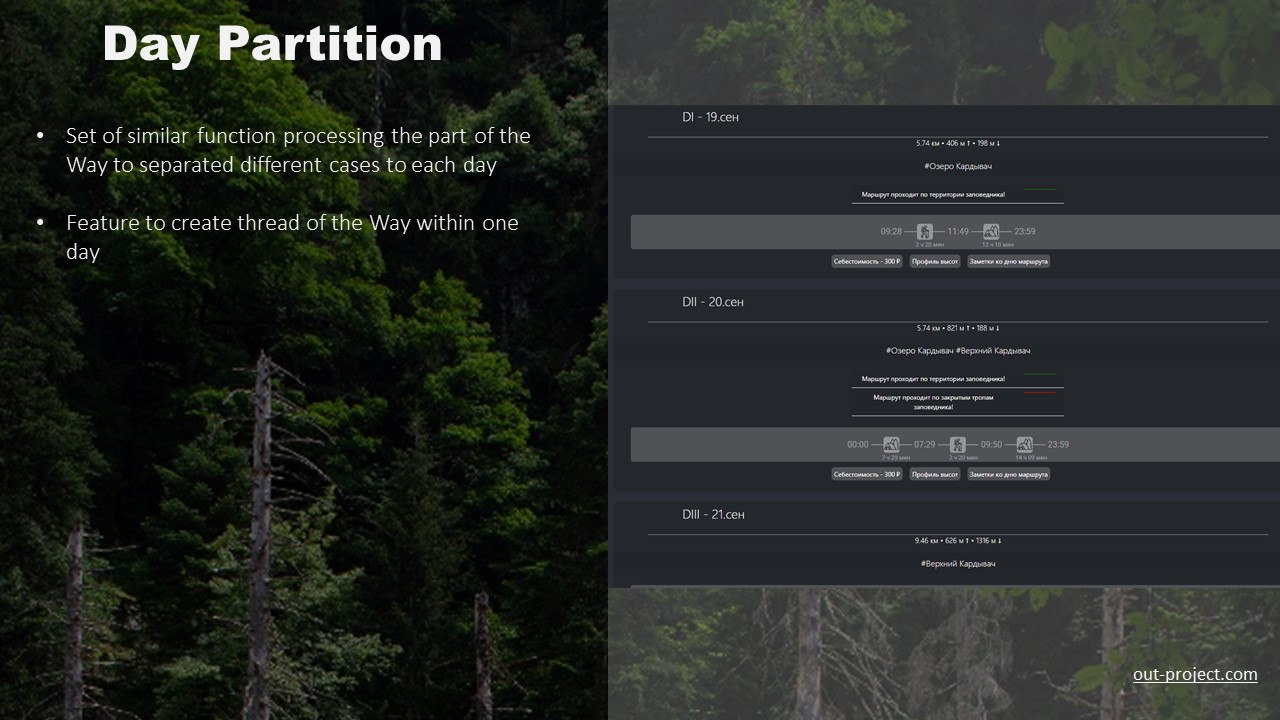 Day Partition
• Set of similar function processing the part of the
Way to separated different cases to each day
• Feature to create thread of the Way within one
day
DI - 19.сен
5.74 км • 406 м ↑ • 198 м ↓
#Озеро Кардывач
Маршрут проходит по территории заповедника!
09:28 11:49 23:59
2 ч 20 мин 12 ч 10 мин
Себестоимость - 300 ₽ Профиль высот Заметки ко дню маршрута
DII - 20.сен
5.74 км • 821 м ↑ • 188 м ↓
#Озеро Кардывач #Верхний Кардывач
Маршрут проходит по территории заповедника!
Маршрут проходит по закрытым тропам
заповедника!
00:00 07:29 09:50 23:59
7 ч 29 мин 2 ч 20 мин 14 ч 09 мин
Себестоимость - 300 ₽ Профиль высот Заметки ко дню маршрута
DIII - 21.сен
9.46 км • 626 м ↑ • 1316 м ↓
#Верхний Кардывач
out-project.com